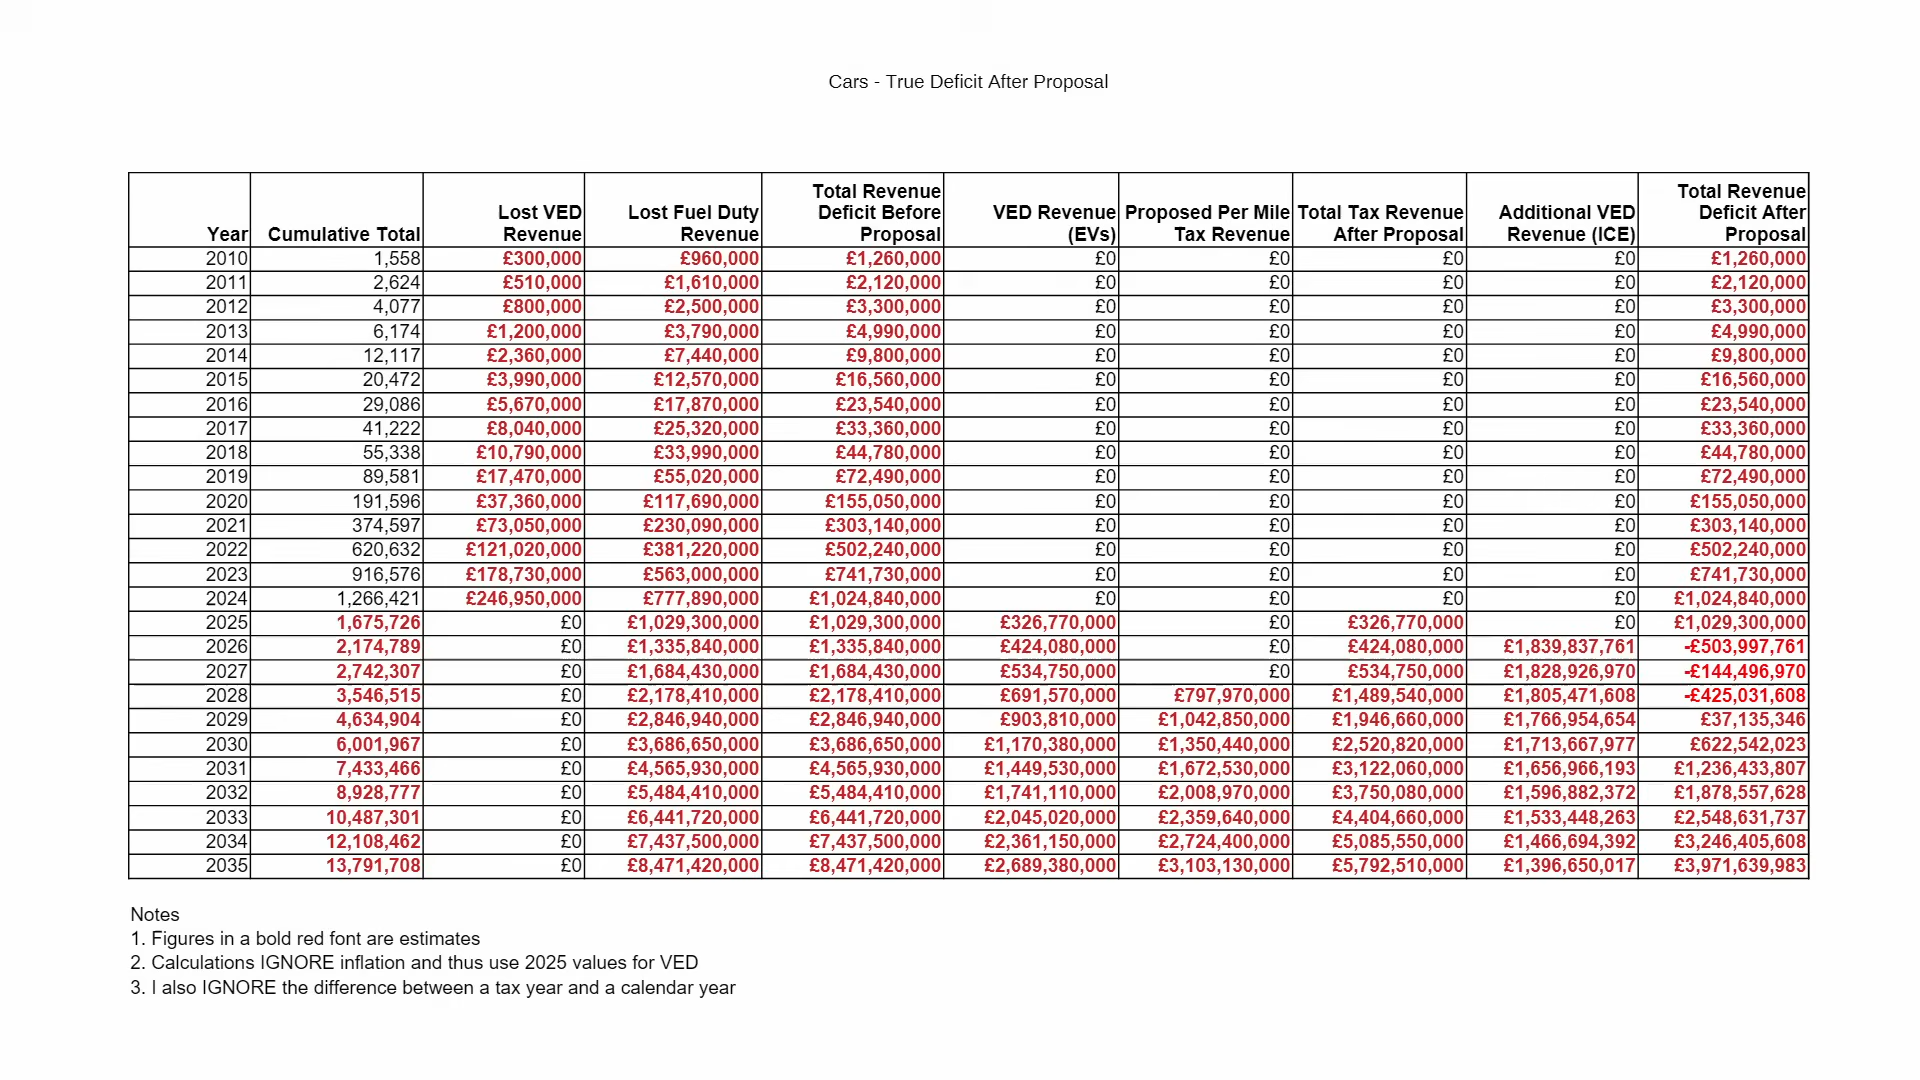 Cars - True Deficit After Proposal
Year Cumulative Total Lost VED Revenue Lost Fuel Duty Revenue Total Revenue Deficit Before Proposal VED Revenue (EVs) Proposed Per Mile Tax Revenue Total Tax Revenue After Proposal Additional VED Revenue (ICE) Total Revenue Deficit After Proposal
2010 1,558 £300,000 £960,000 £1,260,000 £0 £0 £0 £0 £1,260,000
2011 2,624 £510,000 £1,610,000 £2,120,000 £0 £0 £0 £0 £2,120,000
2012 4,077 £800,000 £2,500,000 £3,300,000 £0 £0 £0 £0 £3,300,000
2013 6,174 £1,200,000 £3,790,000 £4,990,000 £0 £0 £0 £0 £4,990,000
2014 12,117 £2,360,000 £7,440,000 £9,800,000 £0 £0 £0 £0 £9,800,000
2015 20,472 £3,990,000 £12,570,000 £16,560,000 £0 £0 £0 £0 £16,560,000
2016 29,086 £5,670,000 £17,870,000 £23,540,000 £0 £0 £0 £0 £23,540,000
2017 41,222 £8,040,000 £25,320,000 £33,360,000 £0 £0 £0 £0 £33,360,000
2018 55,338 £10,790,000 £33,990,000 £44,780,000 £0 £0 £0 £0 £44,780,000
2019 89,581 £17,470,000 £55,020,000 £72,490,000 £0 £0 £0 £0 £72,490,000
2020 191,596 £37,360,000 £117,690,000 £155,050,000 £0 £0 £0 £0 £155,050,000
2021 374,597 £73,050,000 £230,090,000 £303,140,000 £0 £0 £0 £0 £303,140,000
2022 620,632 £121,020,000 £381,220,000 £502,240,000 £0 £0 £0 £0 £502,240,000
2023 916,576 £178,730,000 £563,000,000 £741,730,000 £0 £0 £0 £0 £741,730,000
2024 1,266,421 £246,950,000 £777,890,000 £1,024,840,000 £0 £0 £0 £0 £1,024,840,000
2025 1,675,726 £0 £1,029,300,000 £1,029,300,000 £326,770,000 £0 £326,770,000 £0 £1,029,300,000
2026 2,174,789 £0 £1,335,840,000 £1,335,840,000 £424,080,000 £0 £424,080,000 £1,839,837,761 -£503,997,761
2027 2,742,307 £0 £1,684,430,000 £1,684,430,000 £534,750,000 £0 £534,750,000 £1,828,926,970 -£144,496,970
2028 3,546,515 £0 £2,178,410,000 £2,178,410,000 £691,570,000 £797,970,000 £1,489,540,000 £1,805,471,608 -£425,031,608
2029 4,634,904 £0 £2,846,940,000 £2,846,940,000 £903,810,000 £1,042,850,000 £1,946,660,000 £1,766,954,654 £37,135,346
2030 6,001,967 £0 £3,686,650,000 £3,686,650,000 £1,170,380,000 £1,350,440,000 £2,520,820,000 £1,713,667,977 £622,542,023
2031 7,433,466 £0 £4,565,930,000 £4,565,930,000 £1,449,530,000 £1,672,530,000 £3,122,060,000 £1,656,966,193 £1,236,433,807
2032 8,928,777 £0 £5,484,410,000 £5,484,410,000 £1,741,110,000 £2,008,970,000 £3,750,080,000 £1,596,882,372 £1,878,557,628
2033 10,487,301 £0 £6,441,720,000 £6,441,720,000 £2,045,020,000 £2,359,640,000 £4,404,660,000 £1,533,448,263 £2,548,631,737
2034 12,108,462 £0 £7,437,500,000 £7,437,500,000 £2,361,150,000 £2,724,400,000 £5,085,550,000 £1,466,694,392 £3,246,405,608
2035 13,791,708 £0 £8,471,420,000 £8,471,420,000 £2,689,380,000 £3,103,130,000 £5,792,510,000 £1,396,650,017 £3,971,639,983
Notes
1. Figures in a bold red font are estimates
2. Calculations IGNORE inflation and thus use 2025 values for VED
3. I also IGNORE the difference between a tax year and a calendar year